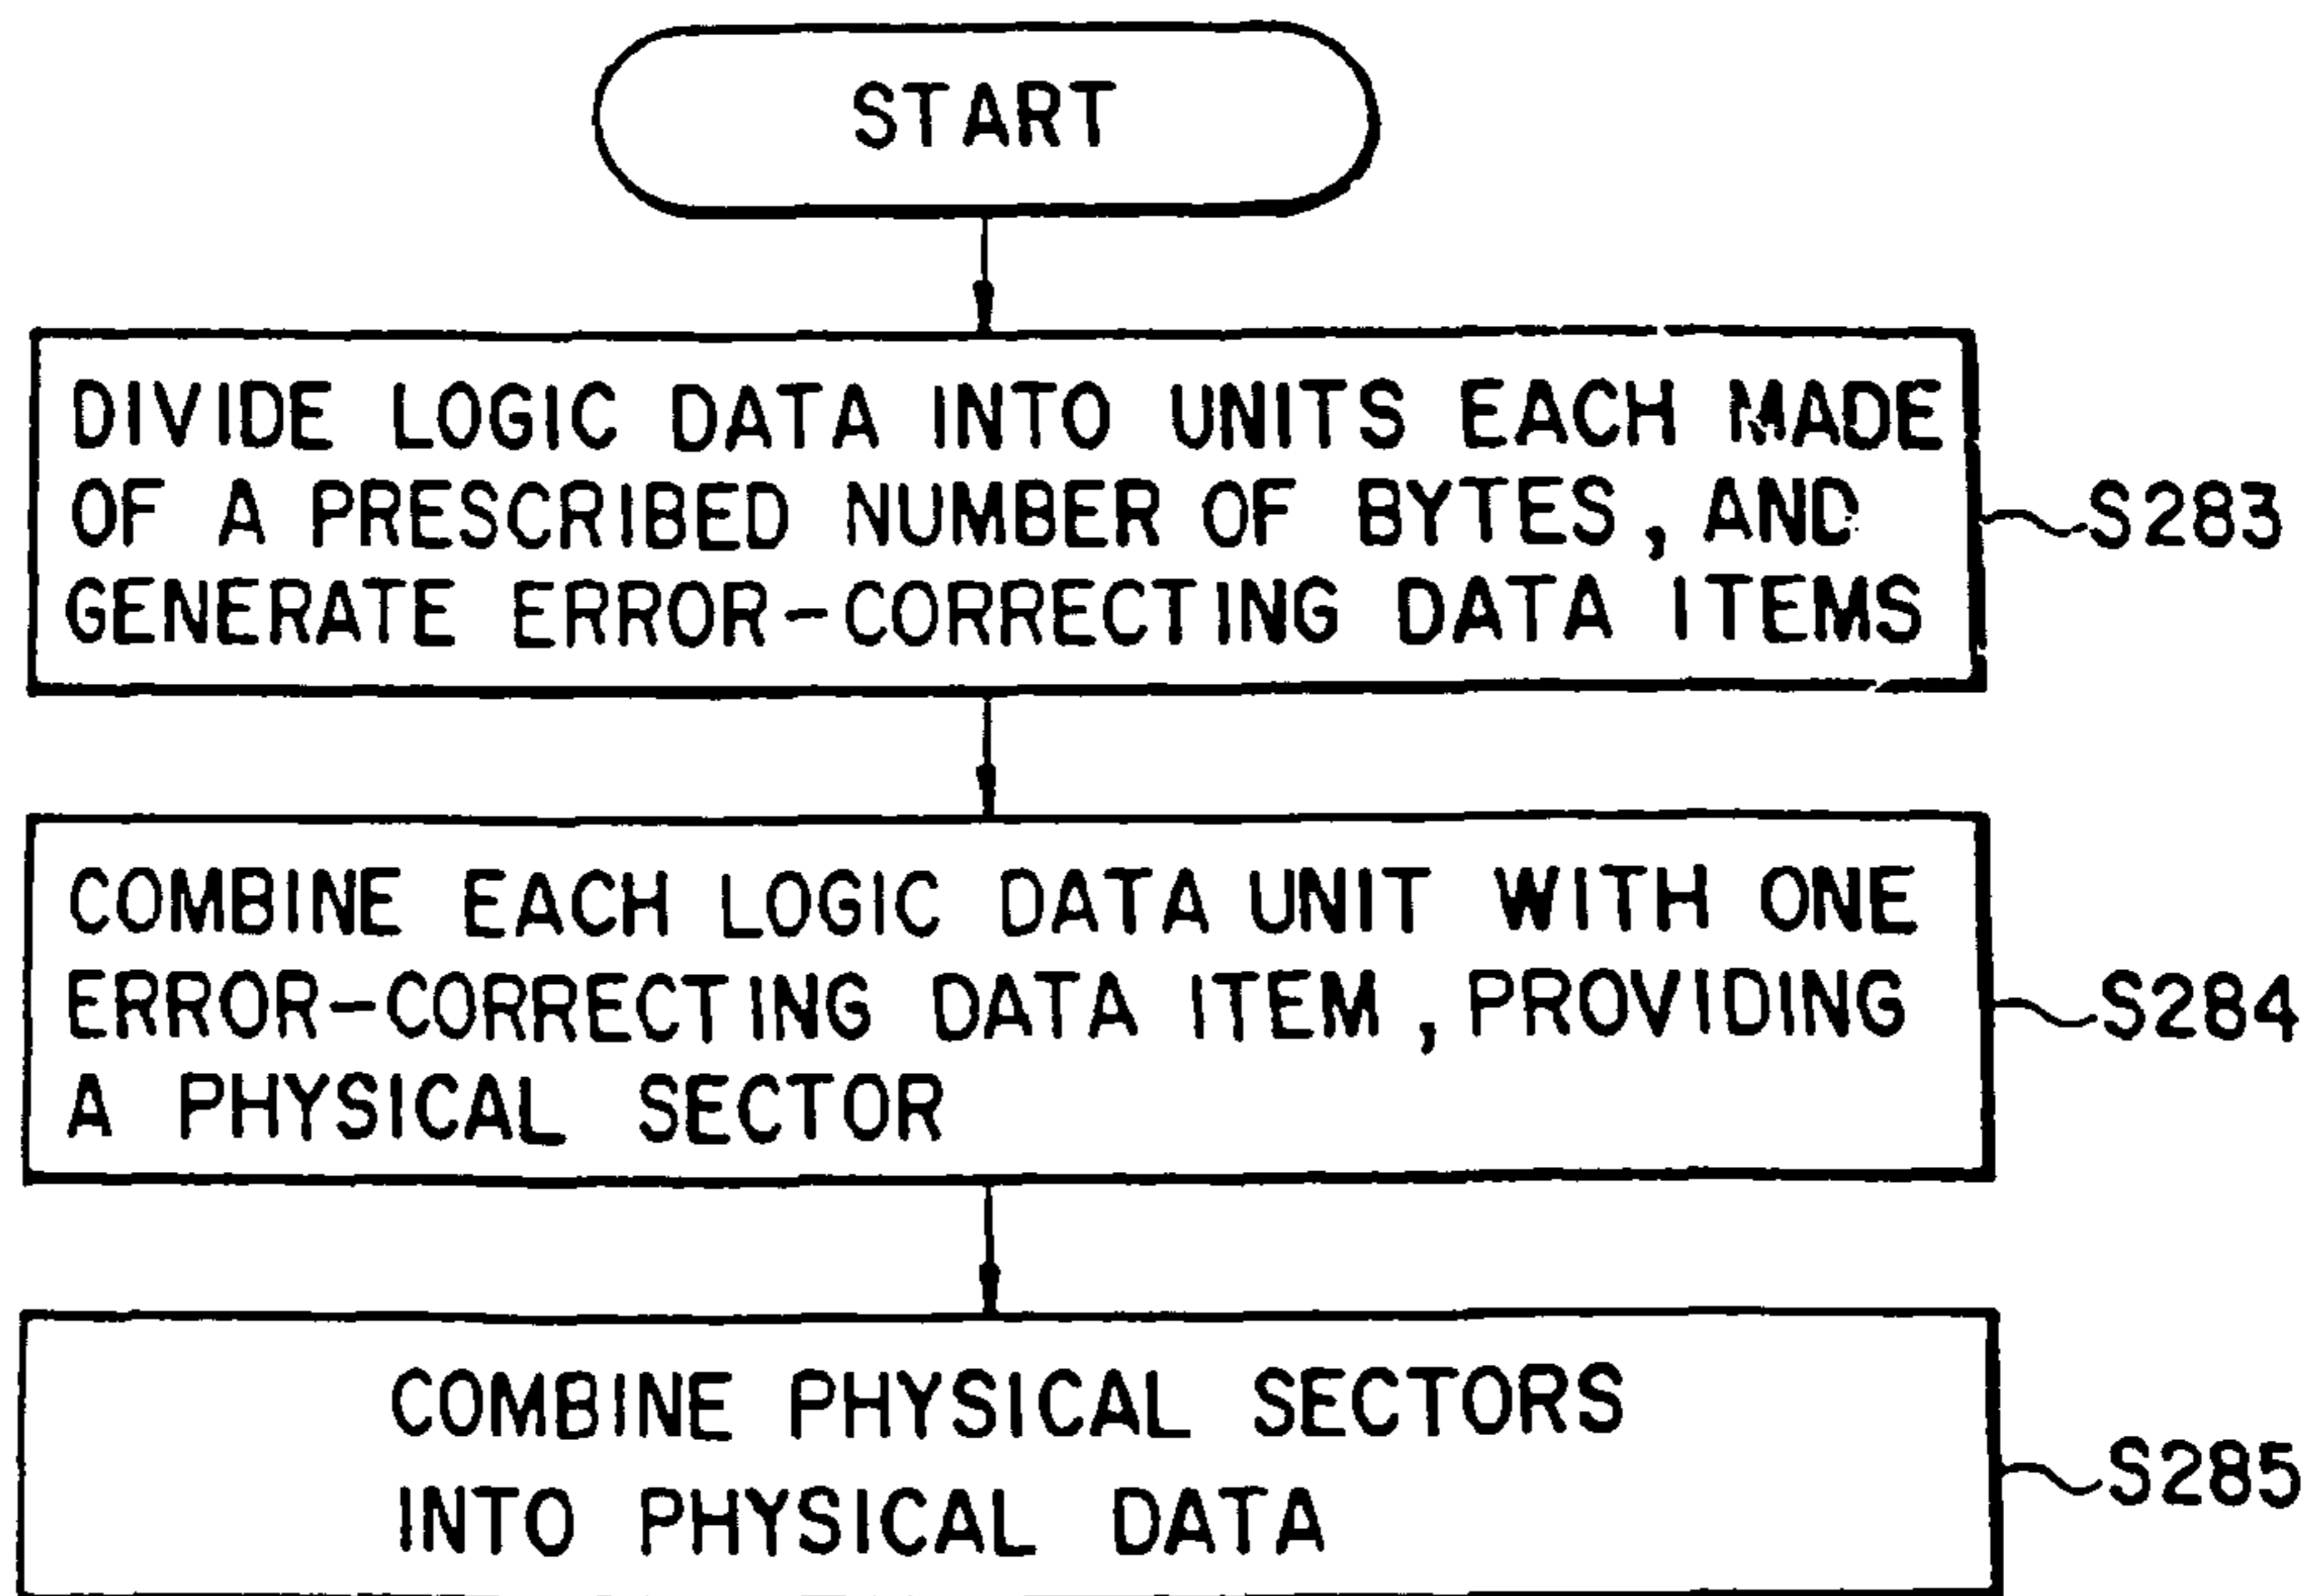 START
DIVIDE LOGIC DATA INTO UNITS EACH MADE
OF A PRESCRIBED NUMBER OF BYTES, AND
GENERATE ERROR-CORRECTING DATA ITEMS
S283
COMBINE EACH LOGIC DATA UNIT WITH ONE
ERROR-CORRECTING DATA ITEM, PROVIDING
A PHYSICAL SECTOR
S284
COMBINE PHYSICAL SECTORS
INTO PHYSICAL DATA
S285